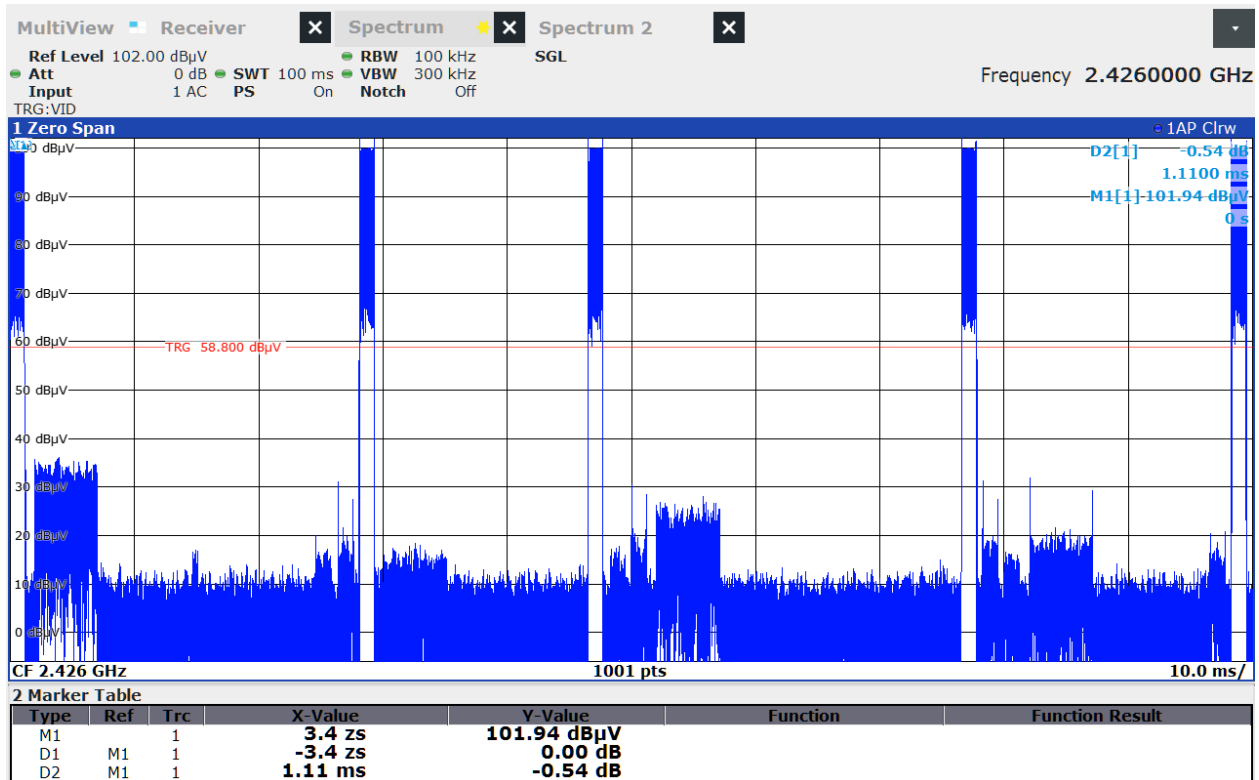 MultiView Receiver X Spectrum X Spectrum 2 X
Ref Level 102.00 dBµV RBW 100 kHz SGL
Att 0 dB SWT 100 ms VBW 300 kHz Frequency 2.4260000 GHz
Input 1 AC PS On Notch Off
TRG:VID
1 Zero Span 1AP Clrw
D2[1] -0.54 dB
1.1100 ms
90 dBµV M1[1] 101.94 dBµV
0 s
80 dBµV
70 dBµV
60 dBµV
TRG 58.800 dBµV
50 dBµV
40 dBµV
30 dBµV
20 dBµV
10 dBµV
0 dBµV
CF 2.426 GHz 1001 pts 10.0 ms/
2 Marker Table
Type Ref Trc X-Value Y-Value Function Function Result
M1 1 3.4 zs 101.94 dBµV
D1 M1 1 -3.4 zs 0.00 dB
D2 M1 1 1.11 ms -0.54 dB